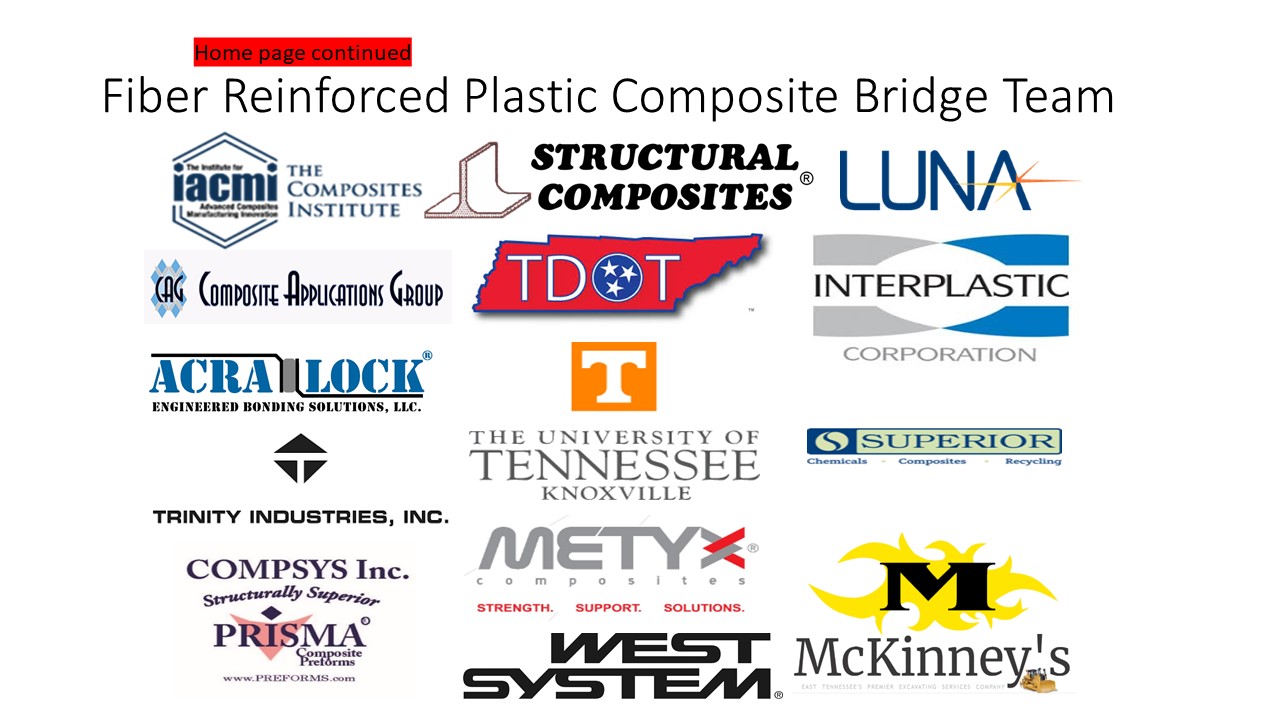 Home page continued
Fiber Reinforced Plastic Composite Bridge Team
The Institute for
iacmi
Advanced Composites
Manufacturing Innovation
THE
COMPOSITES
INSTITUTE
STRUCTURAL
COMPOSITES®
LUNA
CAG COMPOSITE APPLICATIONS GROUP
TDOT
TM
INTERPLASTIC
CORPORATION
ACRA LOCK®
ENGINEERED BONDING SOLUTIONS, LLC.
T
THE UNIVERSITY OF
TENNESSEE
KNOXVILLE
S SUPERIOR
Chemicals - Composites - Recycling
TRINITY INDUSTRIES, INC.
METYX®
composites
STRENGTH. SUPPORT. SOLUTIONS.
COMPSYS Inc.
Structurally Superior
PRISMA®
Composite
Preforms
www.PREFORMS.com
WEST
SYSTEM®
M
McKinney's
EAST TENNESSEE'S PREMIER EXCAVATING SERVICES COMPANY